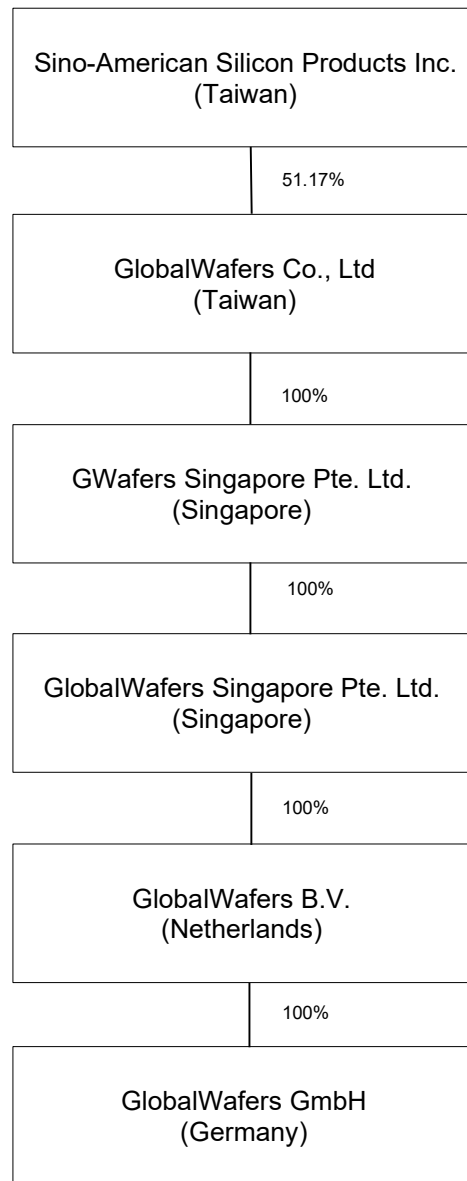 Sino-American Silicon Products Inc.
(Taiwan)
51.17%
GlobalWafers Co., Ltd
(Taiwan)
100%
GWafers Singapore Pte. Ltd.
(Singapore)
100%
GlobalWafers Singapore Pte. Ltd.
(Singapore)
100%
GlobalWafers B.V.
(Netherlands)
100%
GlobalWafers GmbH
(Germany)